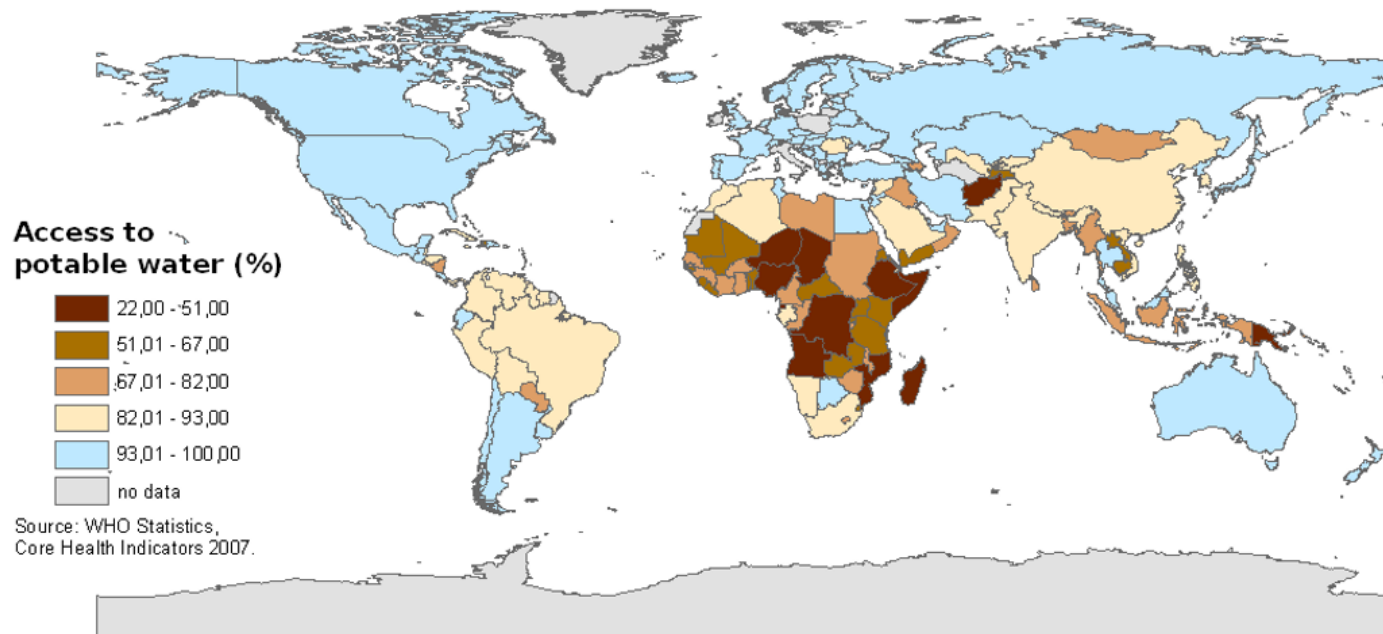 Access to
potable water (%)
22,00 - 51,00
51,01 - 67,00
67,01 - 82,00
82,01 - 93,00
93,01 - 100,00
no data
Source: WHO Statistics,
Core Health Indicators 2007.